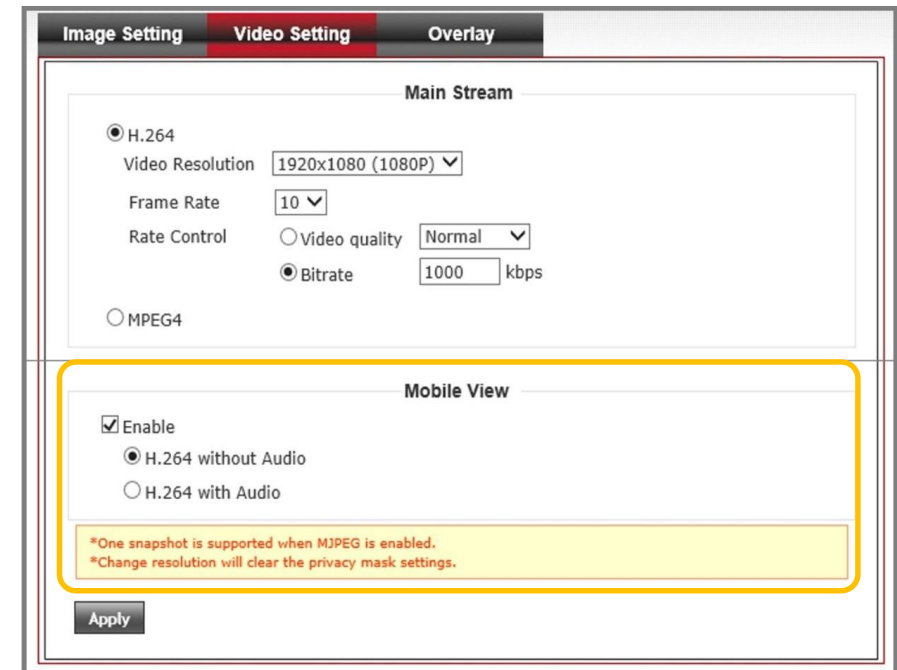 Image Setting Video Setting Overlay
Main Stream
H.264
Video Resolution 1920x1080 (1080P)
Frame Rate 10
Rate Control Video quality Normal
Bitrate 1000 kbps
MPEG4
Mobile View
Enable
H.264 without Audio
H.264 with Audio
*One snapshot is supported when MJPEG is enabled.
*Change resolution will clear the privacy mask settings.
Apply